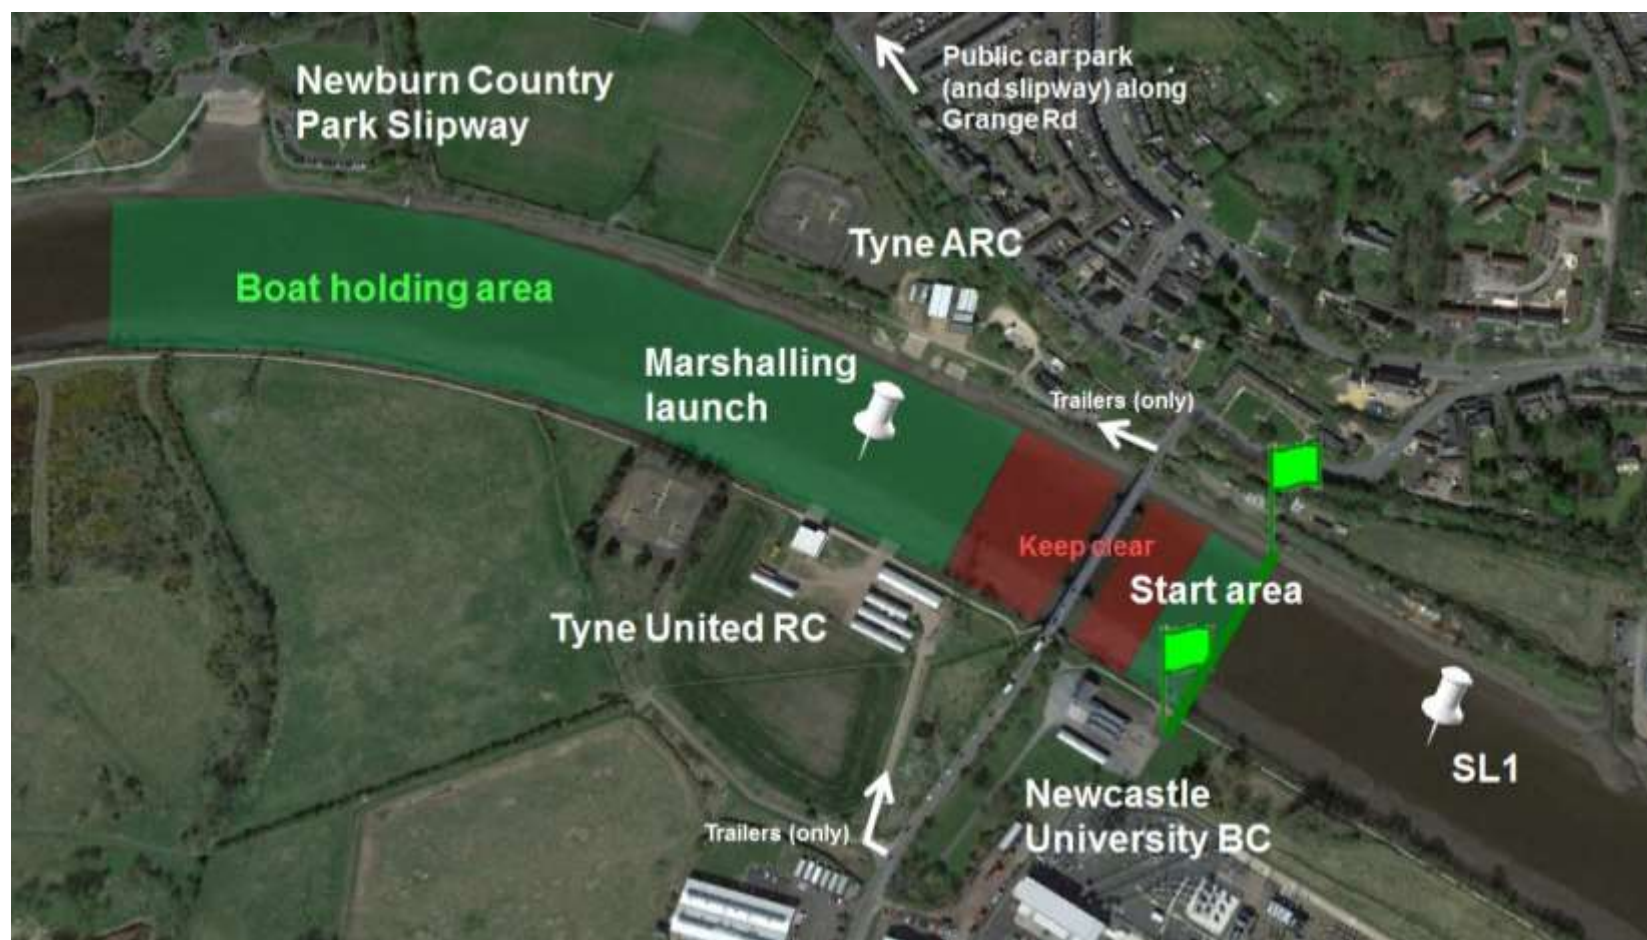 Newburn Country
Park Slipway
Public car park
(and slipway) along
Grange Rd
Tyne ARC
Boat holding area
Marshalling
launch
Trailers (only)
Keep clear
Start area
Tyne United RC
SL1
Newcastle
University BC
Trailers (only)